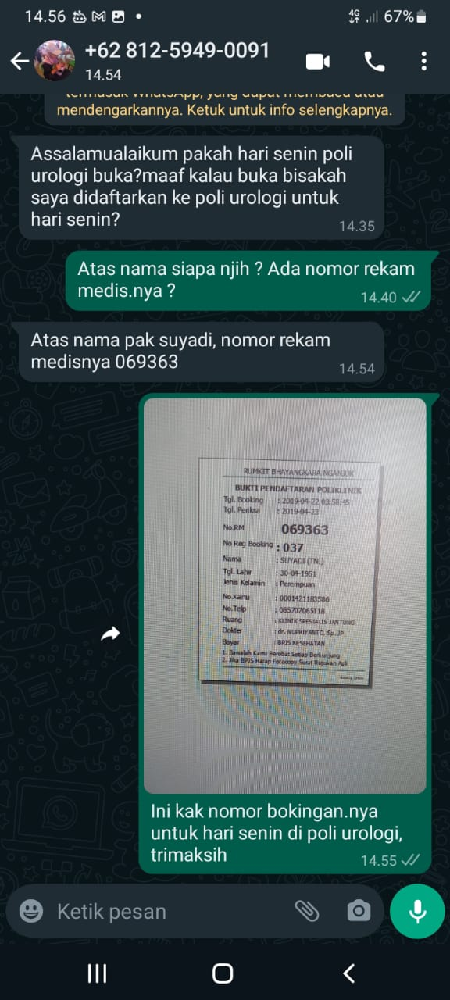 14.56
4G
67%
+62 812-5949-0091
14.54
termasuk WhatsApp, yang dapat membaca atau
mendengarkannya. Ketuk untuk info selengkapnya.
Assalamualaikum pakah hari senin poli
urologi buka?maaf kalau buka bisakah
saya didaftarkan ke poli urologi untuk
hari senin?
14.35
Atas nama siapa njih ? Ada nomor rekam
medis.nya ?
14.40
Atas nama pak suyadi, nomor rekam
medisnya 069363
14.54
RUMKIT BHAYANGKARA NGANJUK
BUKTI PENDAFTARAN POLIKLINIK
Tgl. Booking : 2019-04-22 03:58:45
Tgl. Periksa : 2019-04-23
No.RM 069363
No Reg Booking : 037
Nama : SUYADI (TN.)
Tgl. Lahir : 30-04-1951
Jenis Kelamin : Perempuan
No.Kartu : 0001421183586
No.Telp : 085707065118
Ruang : KLINIK SPESIALIS JANTUNG
Dokter : dr. NUPRIYANTO, Sp. JP
Bayar : BPJS KESEHATAN
1. Bawalah Kartu Berobat Setiap Berkunjung
2. Jika BPJS Harap Fotocopy Surat Rujukan Asli
Ini kak nomor bokingan.nya
untuk hari senin di poli urologi,
trimaksih
14.55
Ketik pesan